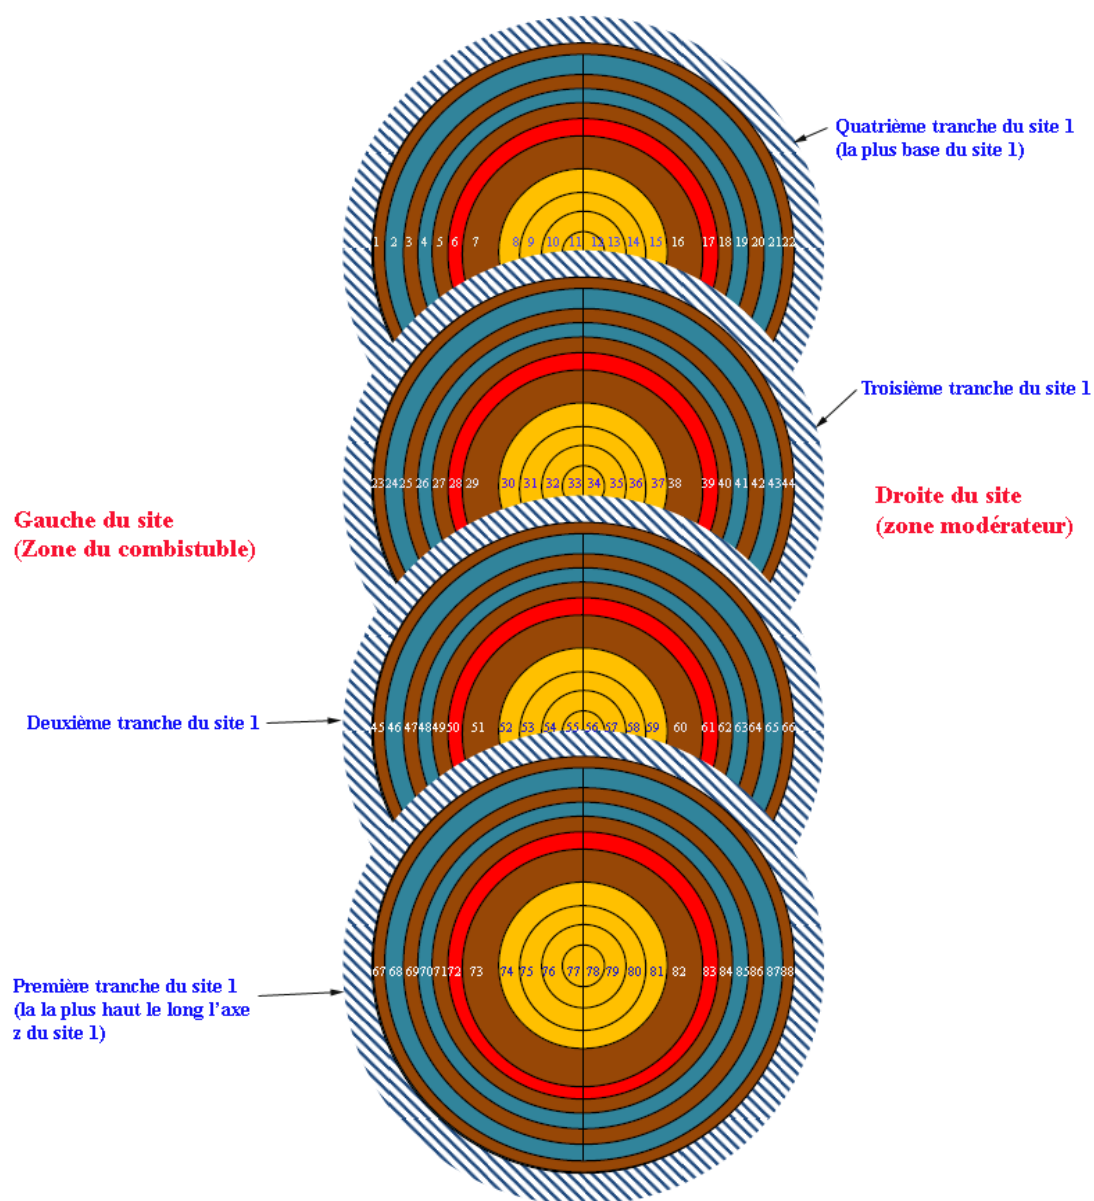 Quatrième tranche du site 1
(la plus base du site 1)
1 2 3 4 5 6 7 8 9 10 11 12 13 14 15 16 17 18 19 20 21 22
Troisième tranche du site 1
23 24 25 26 27 28 29 30 31 32 33 34 35 36 37 38 39 40 41 42 43 44
Droite du site
(zone modérateur)
Gauche du site
(Zone du combistuble)
Deuxième tranche du site 1
45 46 47 48 49 50 51 52 53 54 55 56 57 58 59 60 61 62 63 64 65 66
67 68 69 70 71 72 73 74 75 76 77 78 79 80 81 82 83 84 85 86 87 88
Première tranche du site 1
(la la plus haut le long l’axe
z du site 1)